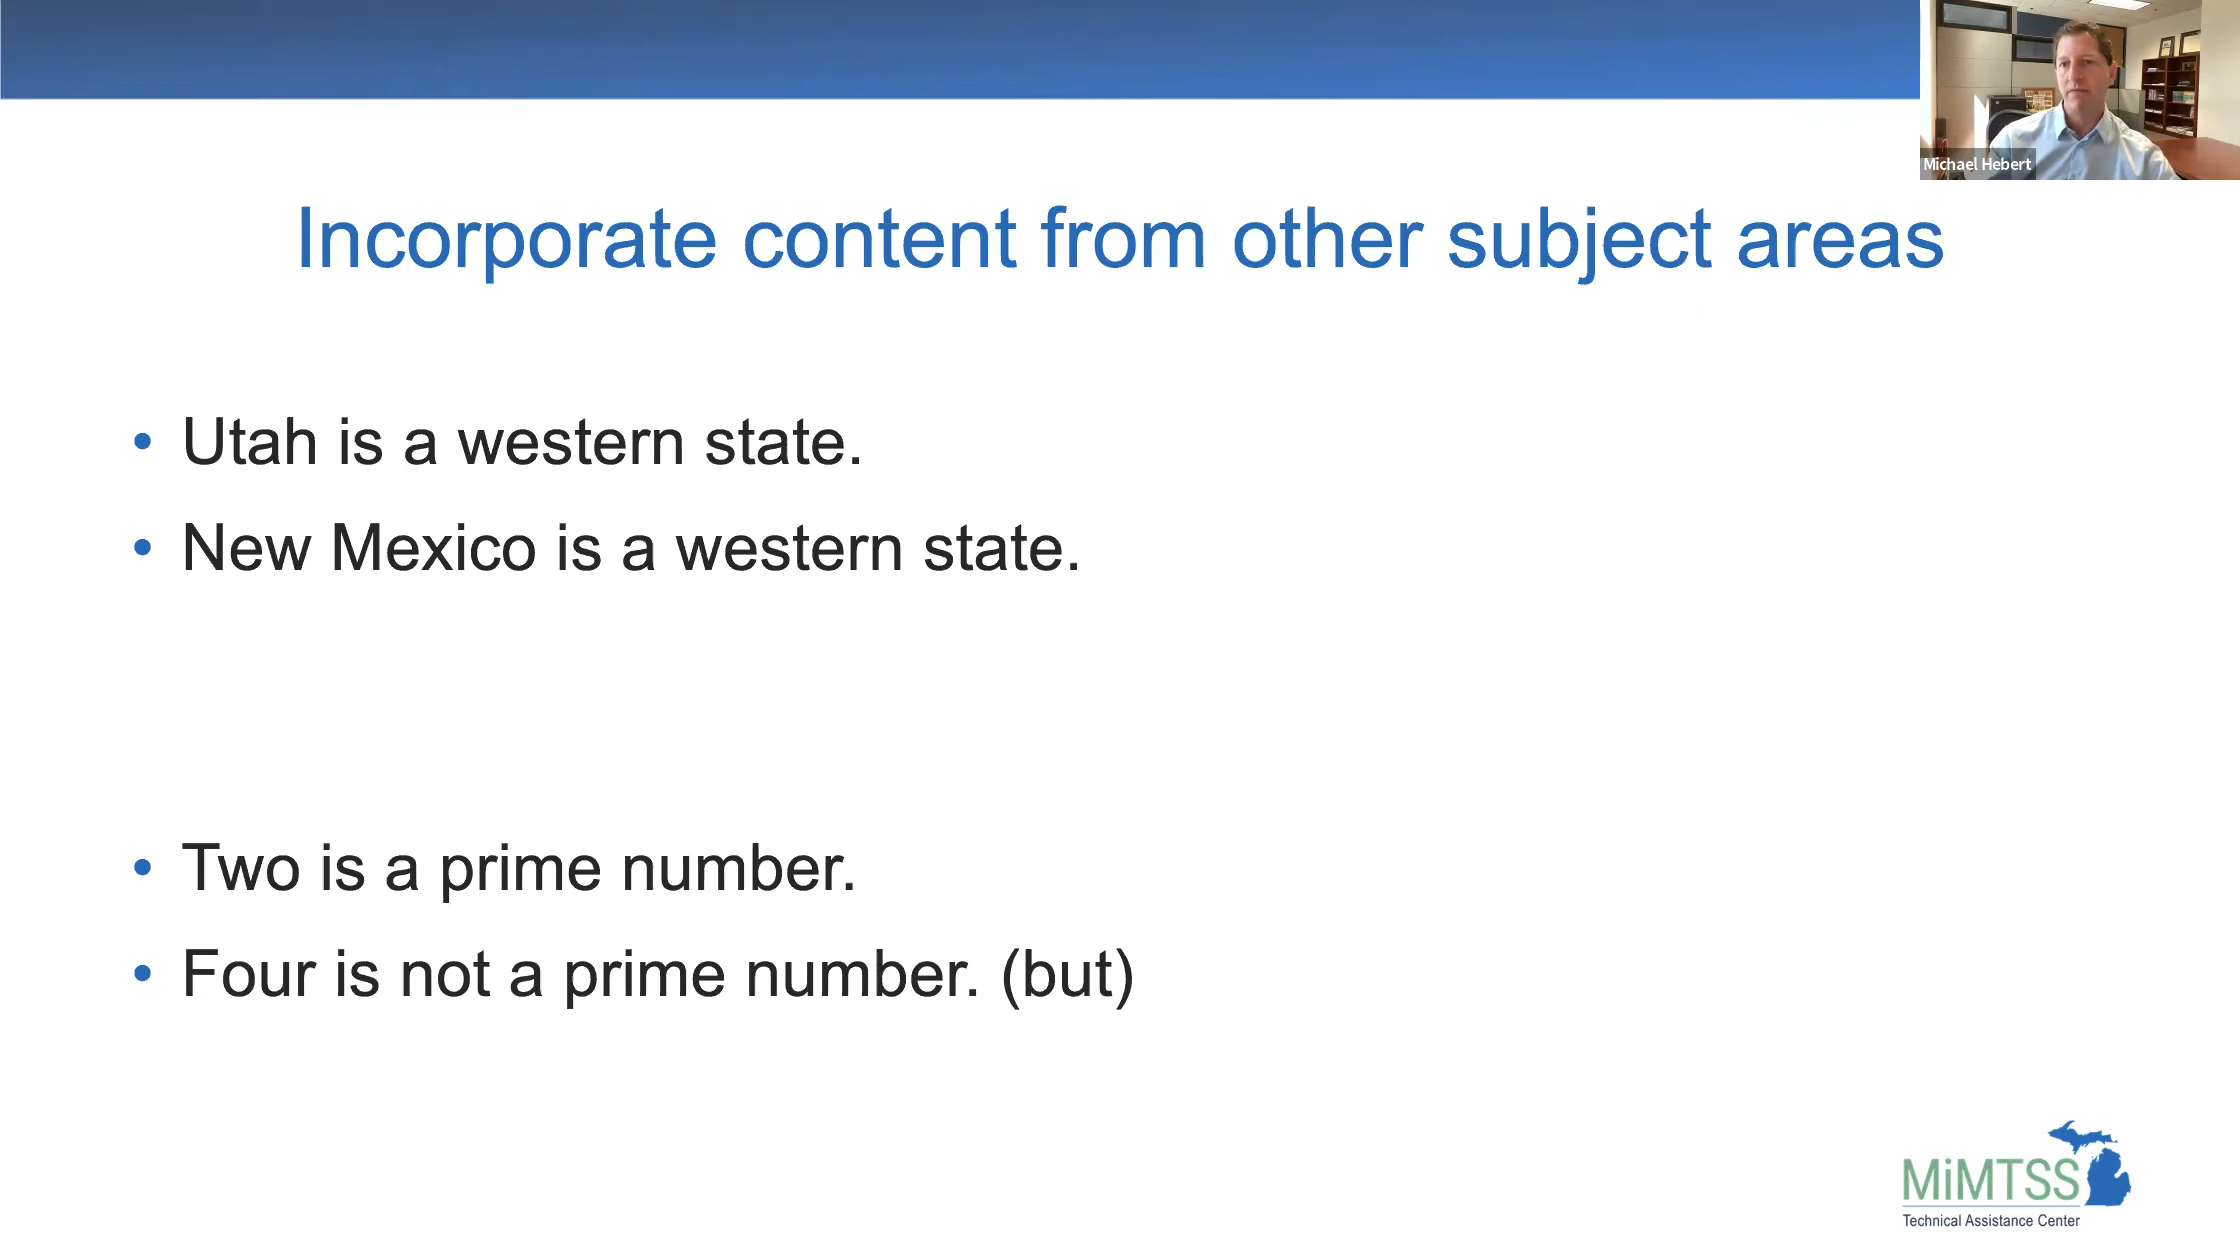 Michael Hebert
Incorporate content from other subject areas
• Utah is a western state.
• New Mexico is a western state.
• Two is a prime number.
• Four is not a prime number. (but)
MiMTSS
Technical Assistance Center